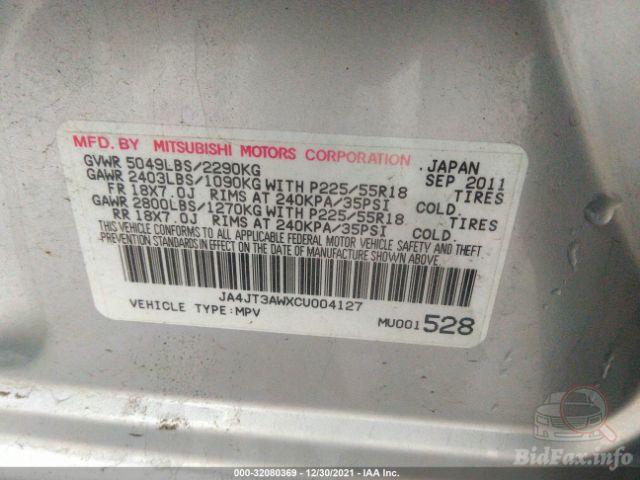 MFD. BY MITSUBISHI MOTORS CORPORATION JAPAN
GVWR 5049LBS/2290KG SEP 2011
GAWR 2403LBS/1090KG WITH P225/55R18 TIRES
FR 18X7.0J RIMS AT 240KPA/35PSI COLD.
GAWR 2800LBS/1270KG WITH P225/55R18 TIRES
RR 18X7.0J RIMS AT 240KPA/35PSI COLD.
THIS VEHICLE CONFORMS TO ALL APPLICABLE FEDERAL MOTOR VEHICLE SAFETY AND THEFT
PREVENTION STANDARDS IN EFFECT ON THE DATE OF MANUFACTURE SHOWN ABOVE.
JA4JT3AWXCU004127
VEHICLE TYPE:MPV MU001528
BidFax.info
000-32080369 - 12/30/2021 - IAA Inc.